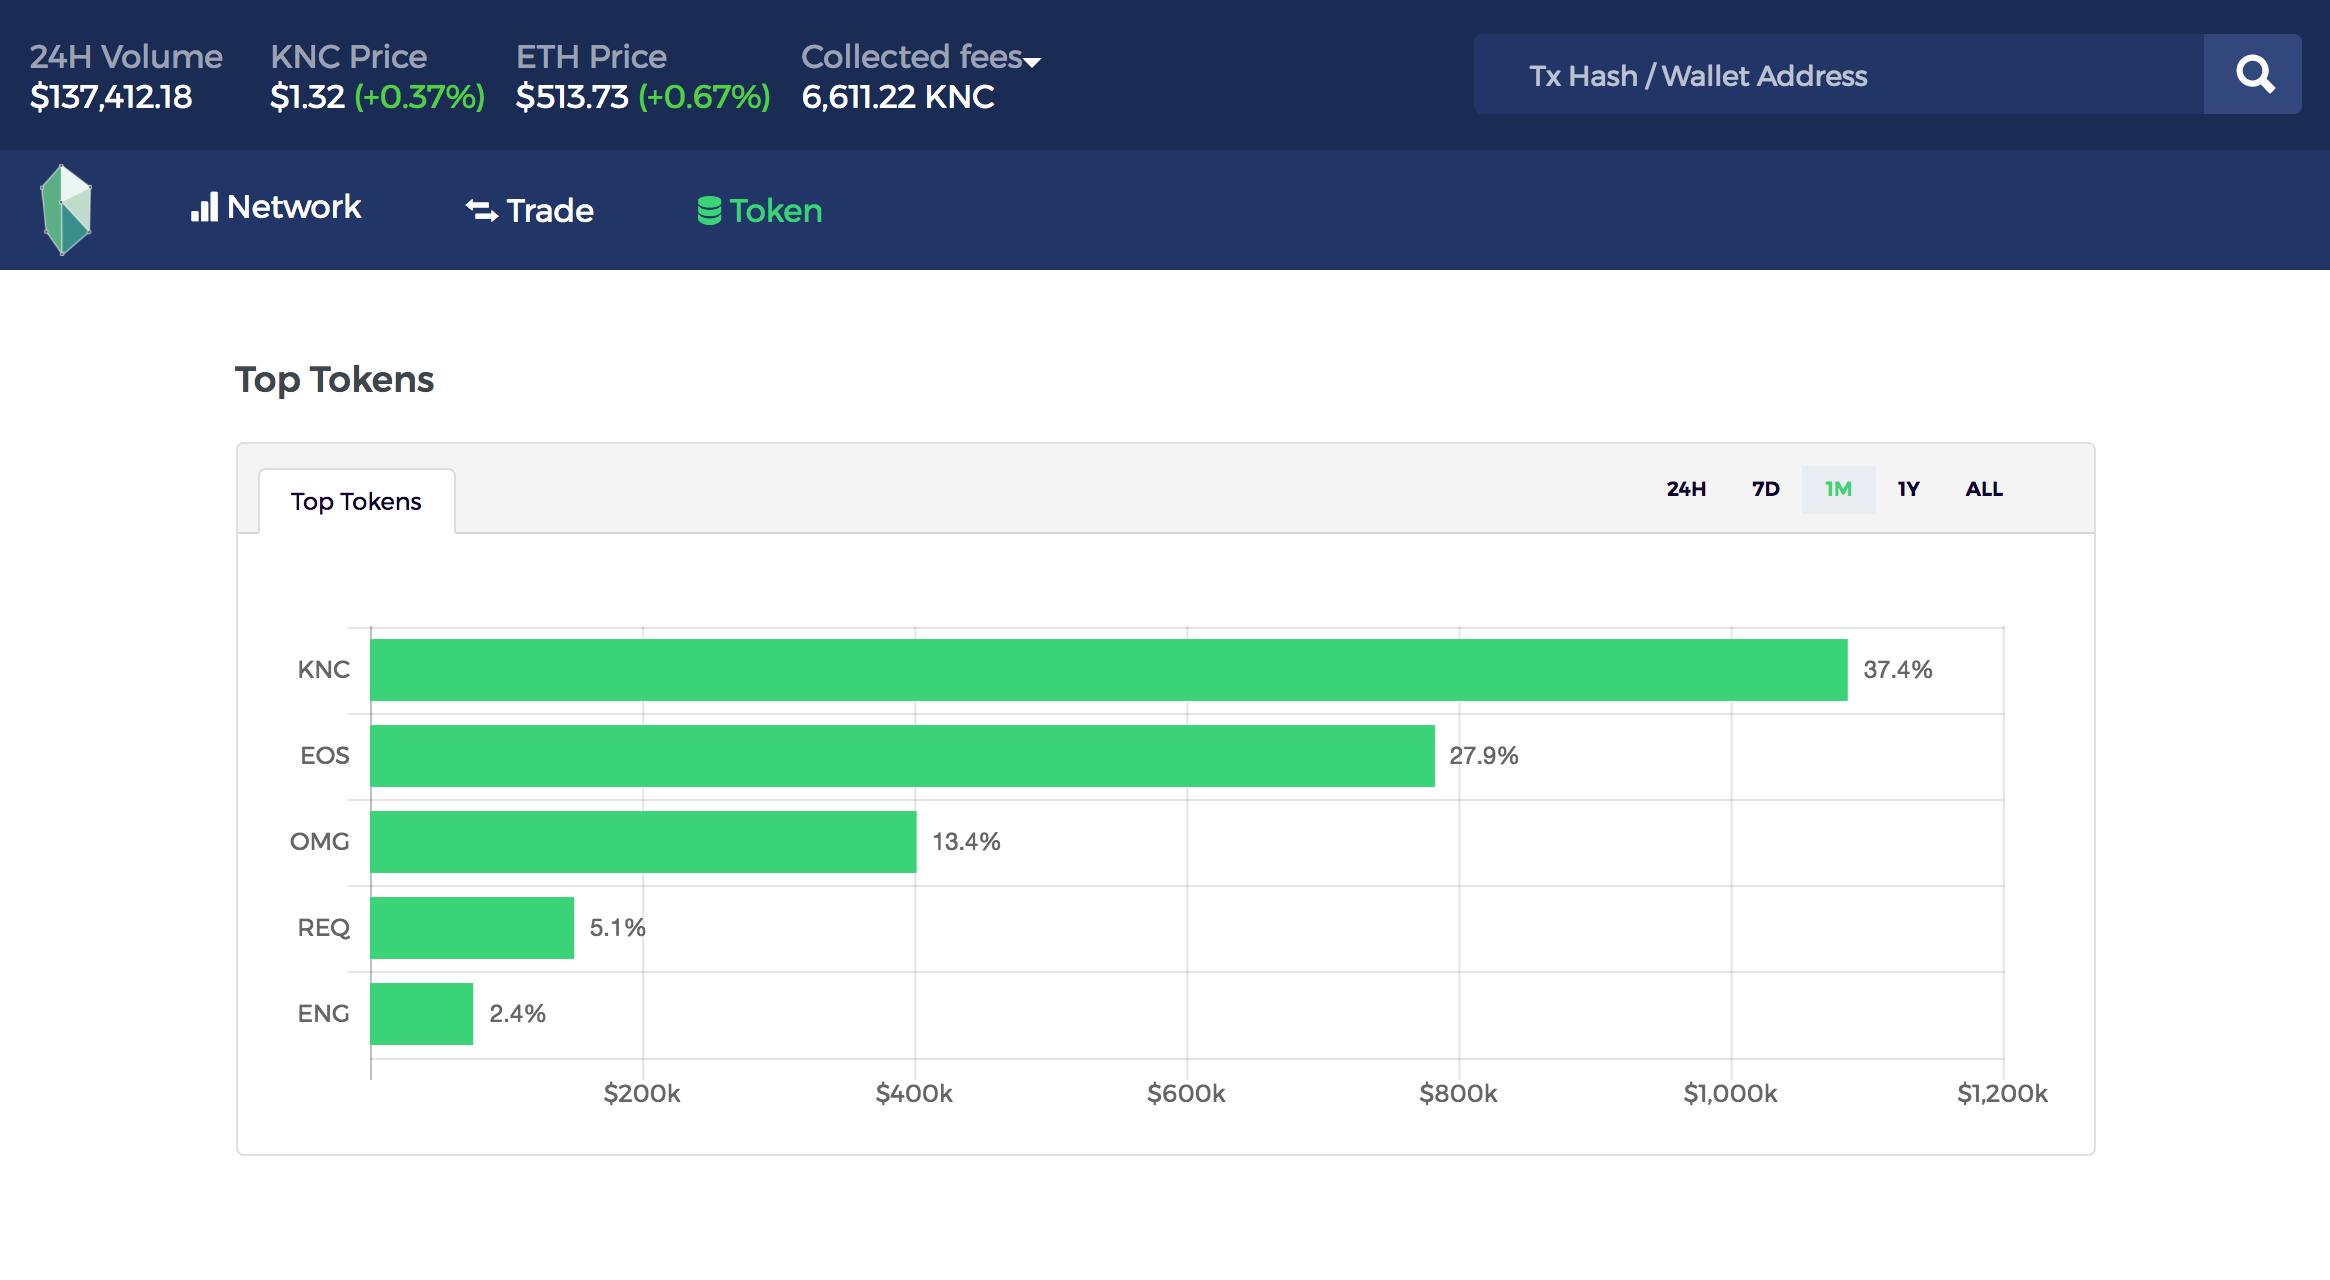 24H Volume KNC Price ETH Price Collected fees
$137,412.18 $1.32 (+0.37%) $513.73 (+0.67%) 6,611.22 KNC
Tx Hash / Wallet Address
Network Trade Token
Top Tokens
Top Tokens 24H 7D 1M 1Y ALL
KNC 37.4%
EOS 27.9%
OMG 13.4%
REQ 5.1%
ENG 2.4%
$200k $400k $600k $800k $1,000k $1,200k